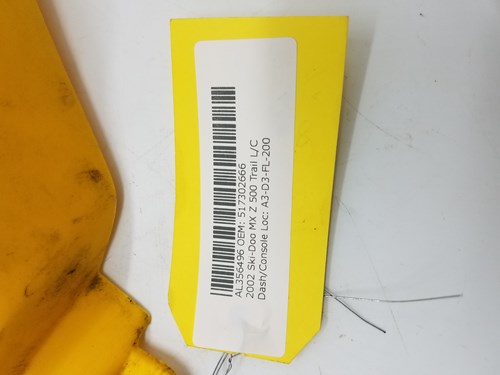 AL356496 OEM: 517302666
2002 Ski-Doo MX Z 500 Trail L/C
Dash/Console Loc: A3-D3-FL-200